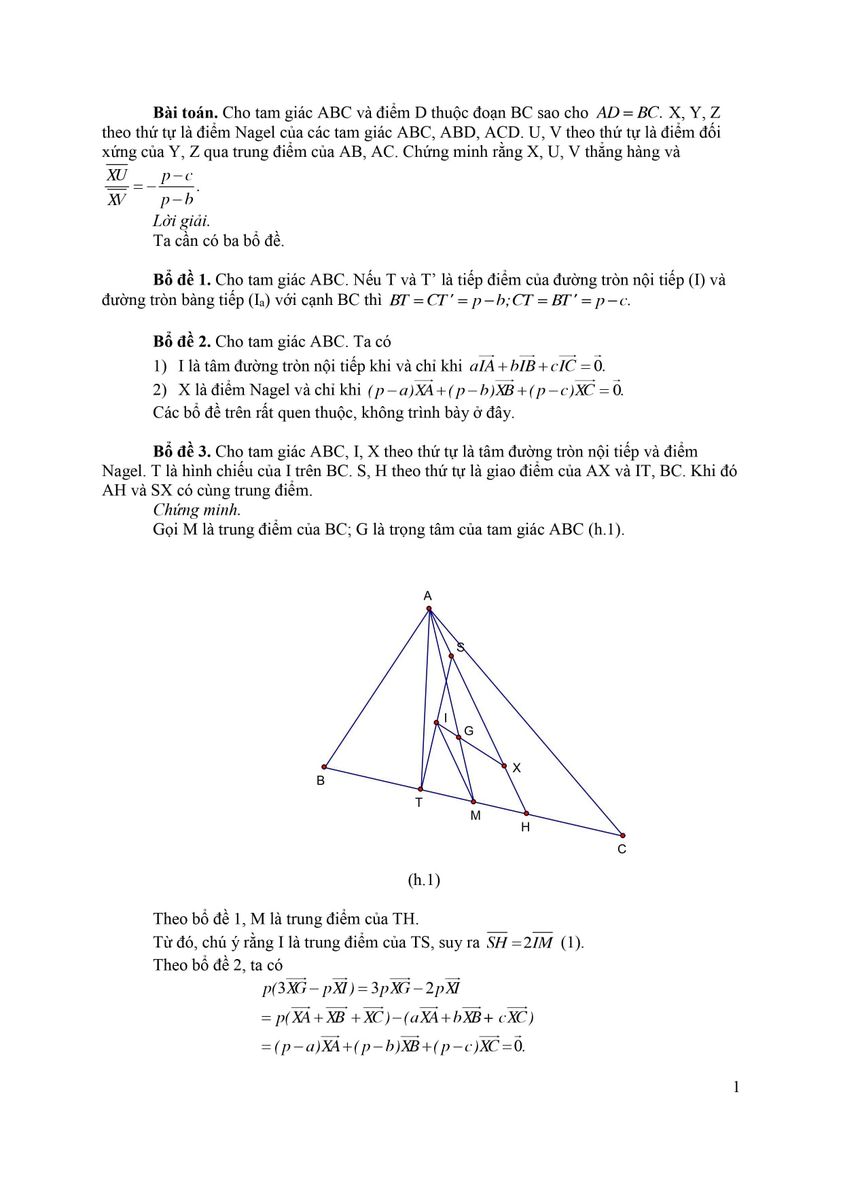 Bài toán. Cho tam giác ABC và điểm D thuộc đoạn BC sao cho AD = BC. X, Y, Z
theo thứ tự là điểm Nagel của các tam giác ABC, ABD, ACD. U, V theo thứ tự là điểm đối
xứng của Y, Z qua trung điểm của AB, AC. Chứng minh rằng X, U, V thẳng hàng và
$\frac{\overline{XU}}{\overline{XV}} = -\frac{p-c}{p-b}.$
Lời giải.
Ta cần có ba bổ đề.
Bổ đề 1. Cho tam giác ABC. Nếu T và T’ là tiếp điểm của đường tròn nội tiếp (I) và
đường tròn bàng tiếp (Iₐ) với cạnh BC thì BT = CT′ = p − b; CT = BT′ = p − c.
Bổ đề 2. Cho tam giác ABC. Ta có
1) I là tâm đường tròn nội tiếp khi và chỉ khi $a\overrightarrow{IA} + b\overrightarrow{IB} + c\overrightarrow{IC} = \vec{0}.$
2) X là điểm Nagel và chỉ khi $(p-a)\overrightarrow{XA} + (p-b)\overrightarrow{XB} + (p-c)\overrightarrow{XC} = \vec{0}.$
Các bổ đề trên rất quen thuộc, không trình bày ở đây.
Bổ đề 3. Cho tam giác ABC, I, X theo thứ tự là tâm đường tròn nội tiếp và điểm
Nagel. T là hình chiếu của I trên BC. S, H theo thứ tự là giao điểm của AX và IT, BC. Khi đó
AH và SX có cùng trung điểm.
Chứng minh.
Gọi M là trung điểm của BC; G là trọng tâm của tam giác ABC (h.1).
A
S
I
G
B
X
T
M
H
C
(h.1)
Theo bổ đề 1, M là trung điểm của TH.
Từ đó, chú ý rằng I là trung điểm của TS, suy ra $\overline{SH} = 2\overline{IM}$ (1).
Theo bổ đề 2, ta có
$p(3\overrightarrow{XG} - p\overrightarrow{XI}) = 3p\overrightarrow{XG} - 2p\overrightarrow{XI}$
$= p(\overrightarrow{XA} + \overrightarrow{XB} + \overrightarrow{XC}) - (a\overrightarrow{XA} + b\overrightarrow{XB} + c\overrightarrow{XC})$
$= (p-a)\overrightarrow{XA} + (p-b)\overrightarrow{XB} + (p-c)\overrightarrow{XC} = \vec{0}.$
1